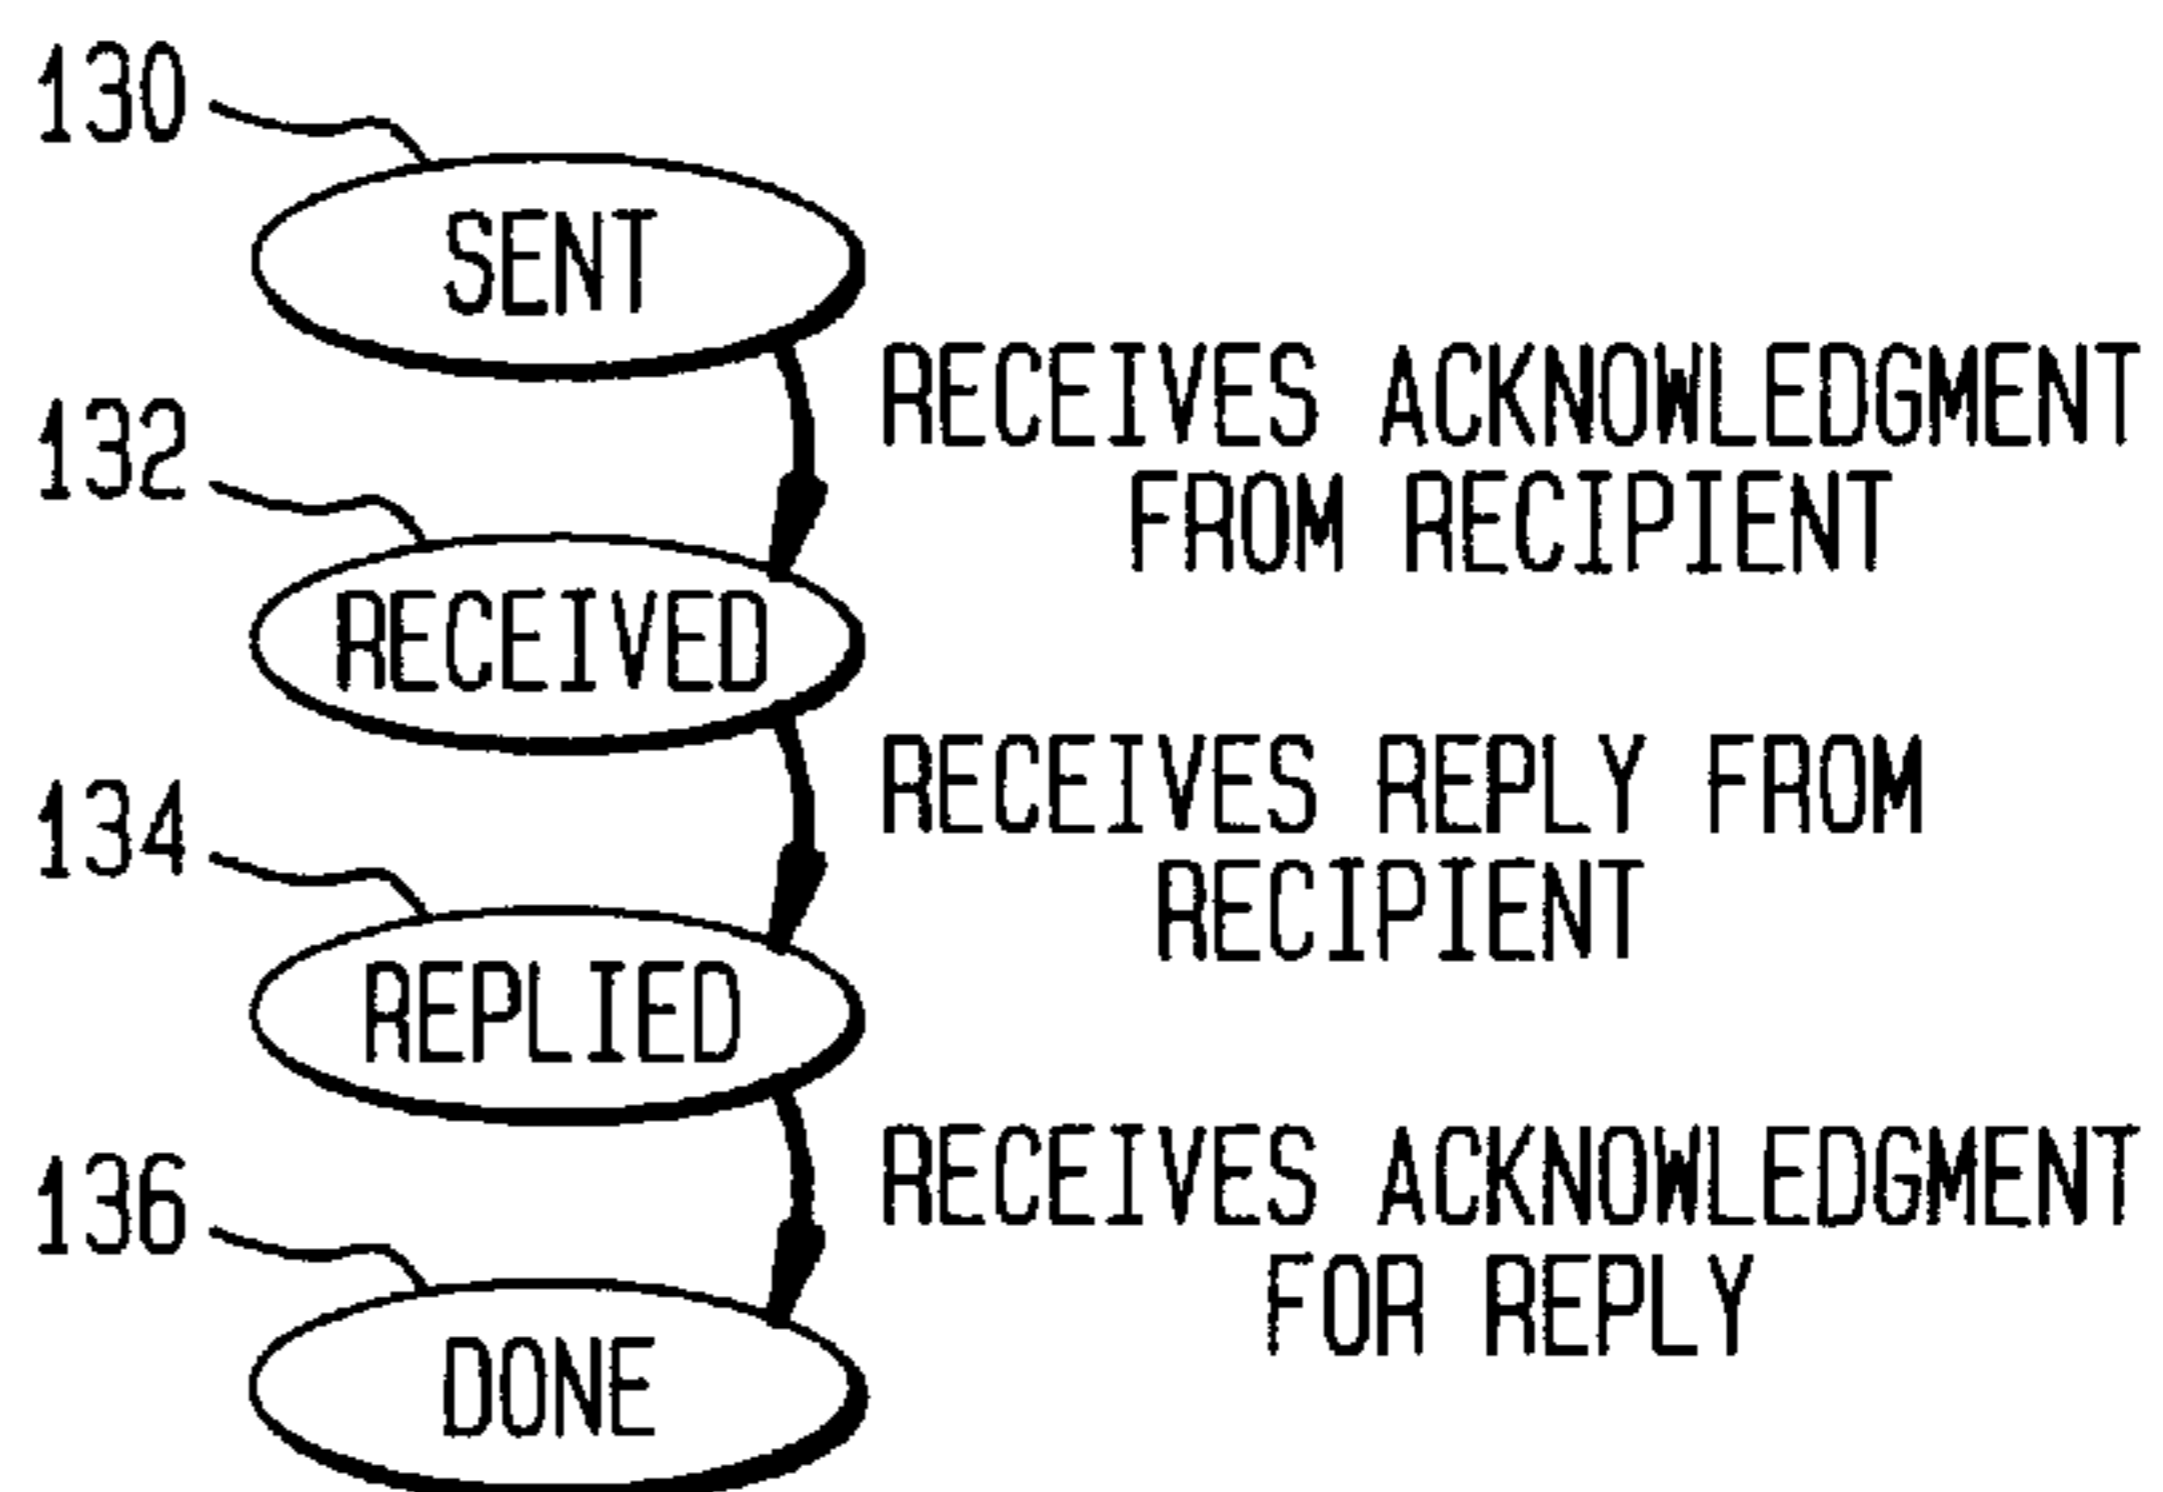 130
SENT
RECEIVES ACKNOWLEDGMENT
FROM RECIPIENT
132
RECEIVED
RECEIVES REPLY FROM
RECIPIENT
134
REPLIED
RECEIVES ACKNOWLEDGMENT
FOR REPLY
136
DONE